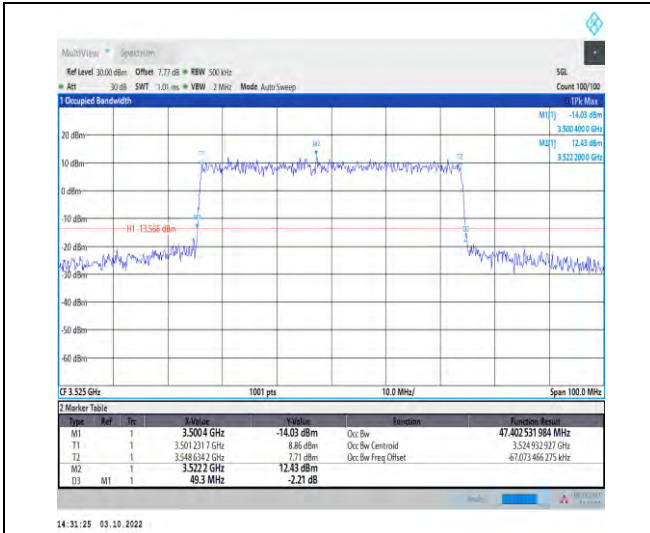 MultiView Spectrum
Ref Level 30.00 dBm Offset 7.77 dB RBW 500 kHz SGL
Att 30 dB SWT 1.01 ms VBW 2 MHz Mode Auto Sweep Count 100/100
1 Occupied Bandwidth 1Pk Max
M1[1] -14.03 dBm
3.500 400 0 GHz
M2[1] 12.43 dBm
3.522 200 0 GHz
20 dBm
M2
T1 T2
10 dBm
0 dBm
-10 dBm
H1 -13.566 dBm
-20 dBm
-30 dBm
-40 dBm
-50 dBm
-60 dBm
CF 3.525 GHz 1001 pts 10.0 MHz/ Span 100.0 MHz
2 Marker Table
Type Ref Trc X-Value Y-Value Function Function Result
M1 1 3.5004 GHz -14.03 dBm Occ Bw 47.402 531 984 MHz
T1 1 3.501 231 7 GHz 8.86 dBm Occ Bw Centroid 3.524 932 927 GHz
T2 1 3.548 634 2 GHz 7.71 dBm Occ Bw Freq Offset -67.073 466 275 kHz
M2 1 3.522 2 GHz 12.43 dBm
D3 M1 1 49.3 MHz -2.21 dB
14:31:25 03.10.2022